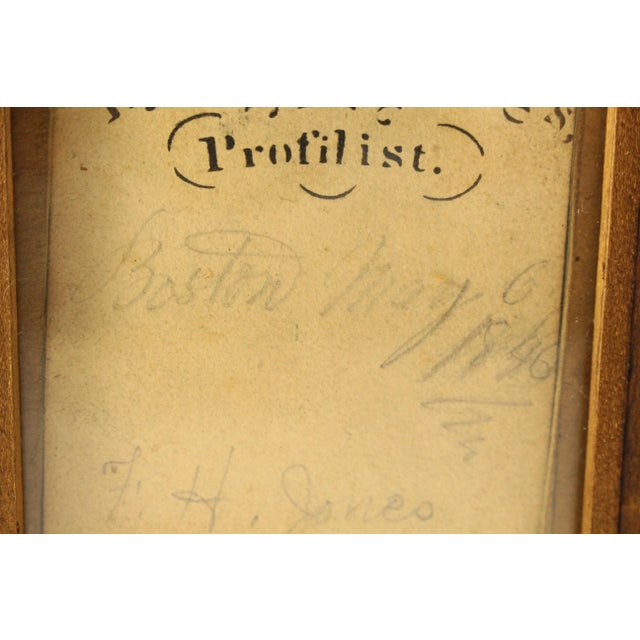 Profilist.
Boston May 6
1846
F. H. Jones